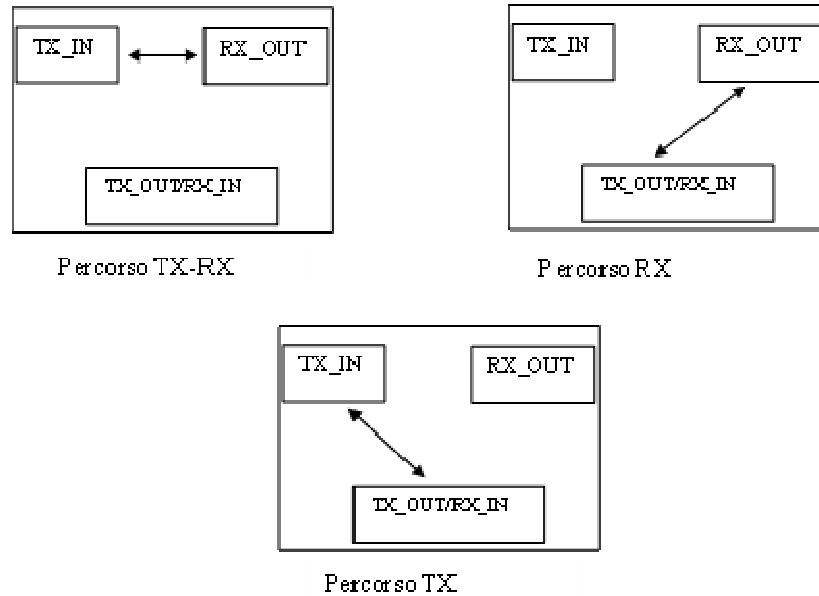 TX_IN
RX_OUT
TX_OUT/RX_IN
Percorso TX-RX
TX_IN
RX_OUT
TX_OUT/RX_IN
Percorso RX
TX_IN
RX_OUT
TX_OUT/RX_IN
Percorso TX